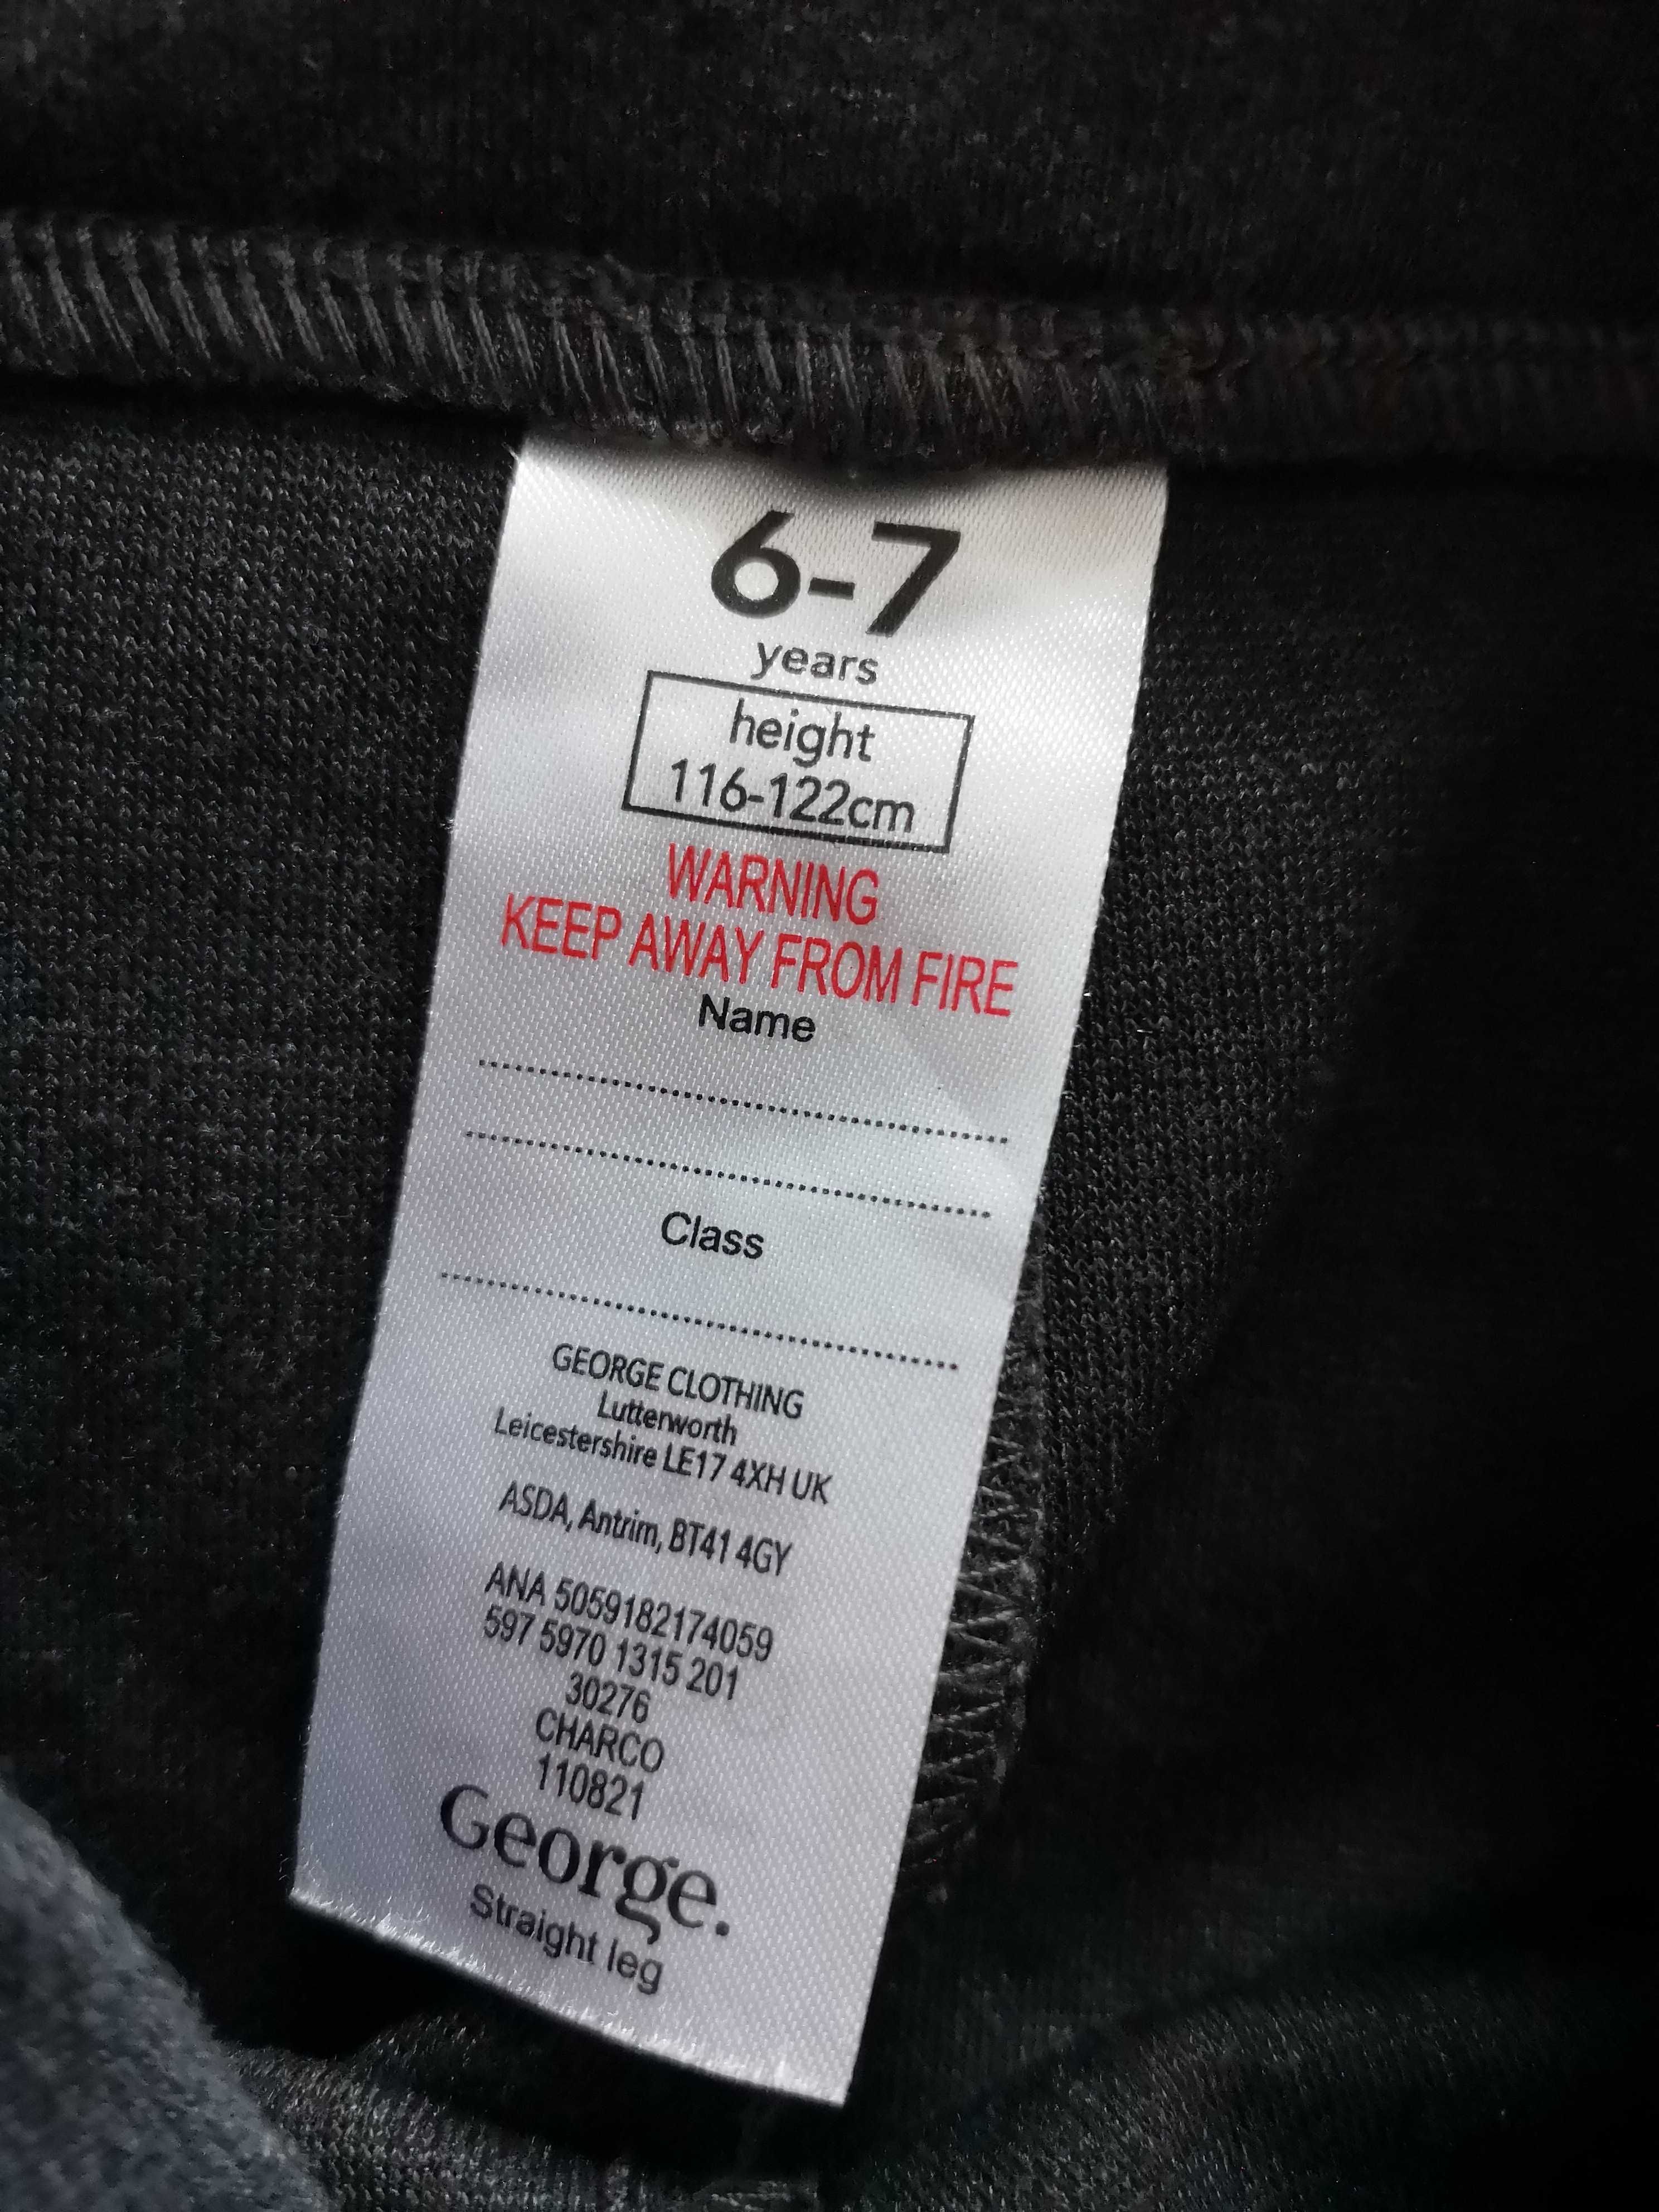 6-7
years
height
116-122cm
WARNING
KEEP AWAY FROM FIRE
Name
Class
GEORGE CLOTHING
Lutterworth
Leicestershire LE17 4XH UK
ASDA, Antrim, BT41 4GY
ANA 5059182174059
597 5970 1315 201
30276
CHARCO
110821
George.
Straight leg